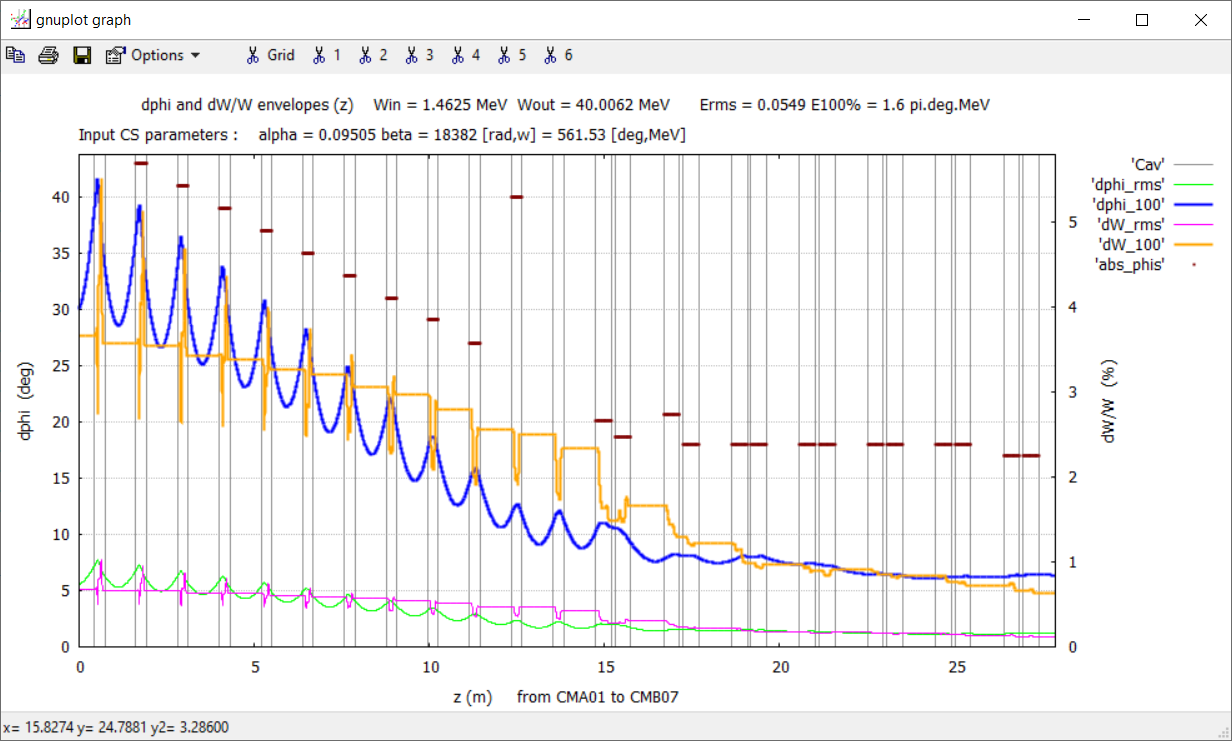 gnuplot graph
Options Grid 1 2 3 4 5 6
dphi and dW/W envelopes (z) Win = 1.4625 MeV Wout = 40.0062 MeV Erms = 0.0549 E100% = 1.6 pi.deg.MeV
Input CS parameters : alpha = 0.09505 beta = 18382 [rad,w] = 561.53 [deg,MeV]
'Cav'
'dphi_rms'
'dphi_100'
'dW_rms'
'dW_100'
'abs_phis'
dphi (deg)
40
35
30
25
20
15
10
5
0
dW/W (%)
5
4
3
2
1
0
0 5 10 15 20 25
z (m) from CMA01 to CMB07
x= 15.8274 y= 24.7881 y2= 3.28600